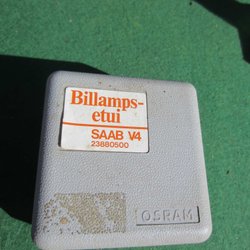 Billamps-
etui
SAAB V4
23880500
OSRAM